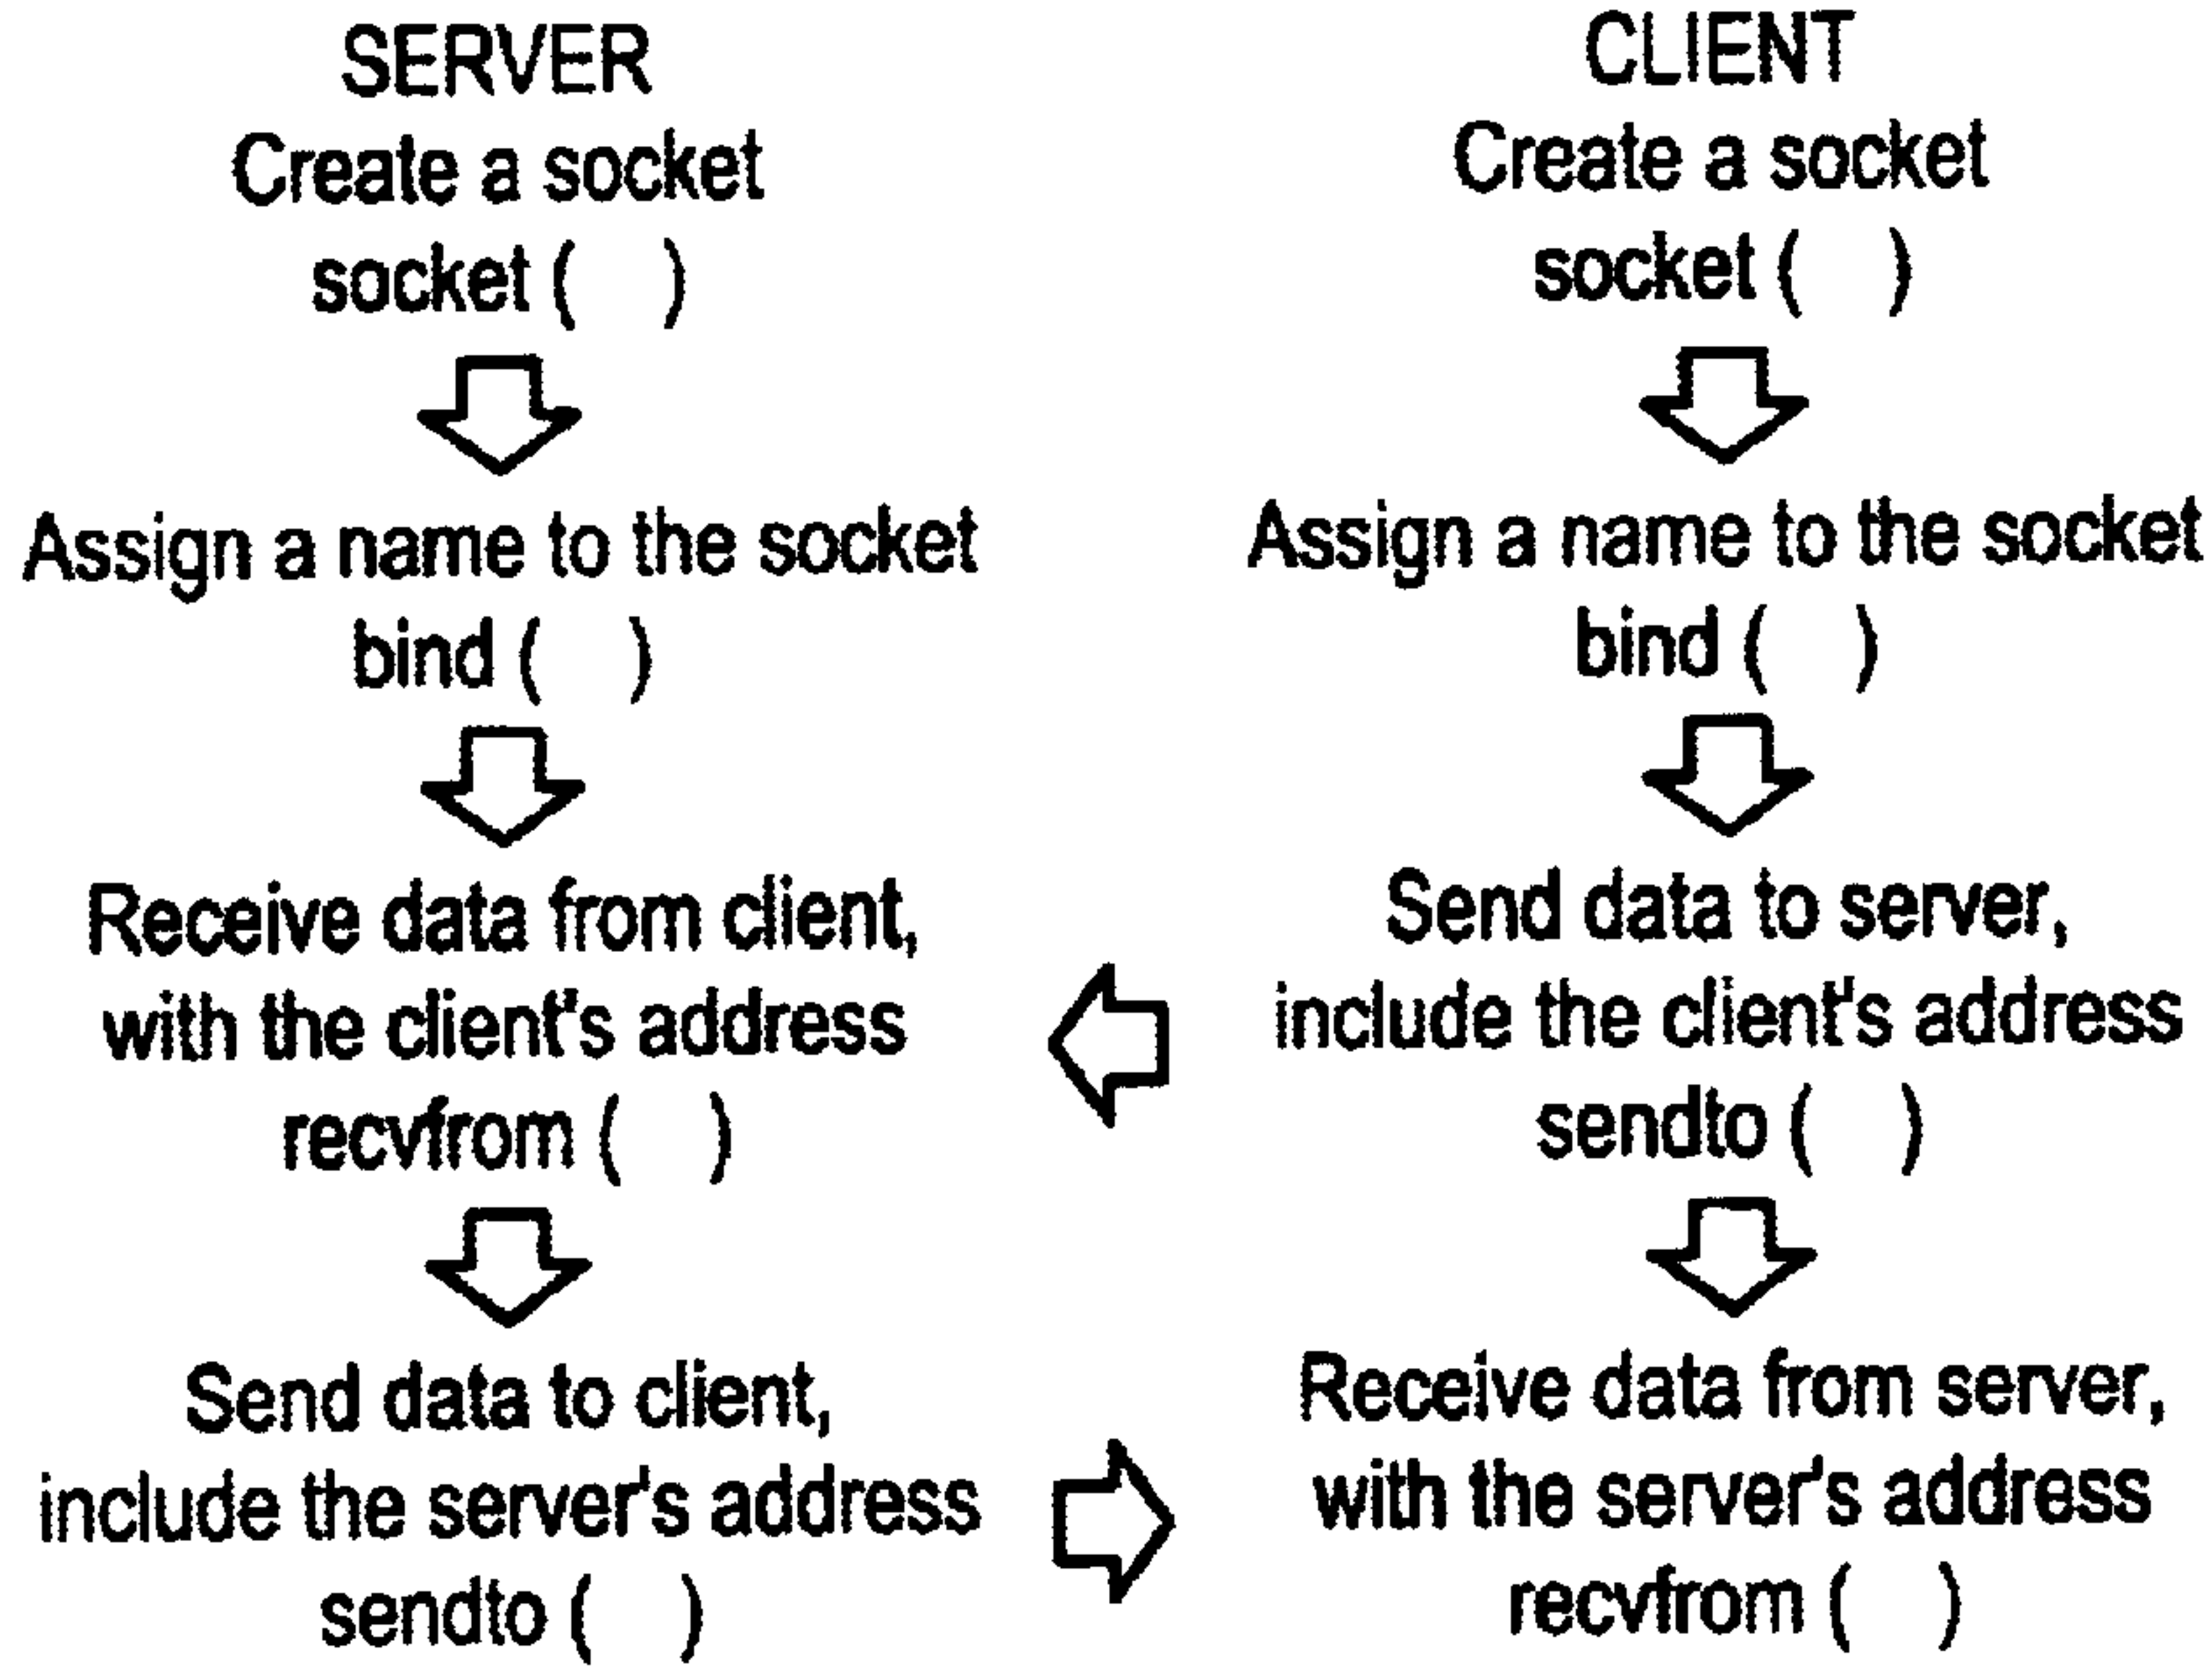 SERVER
Create a socket
socket ( )
Assign a name to the socket
bind ( )
Receive data from client,
with the client's address
recvfrom ( )
Send data to client,
include the server's address
sendto ( )
CLIENT
Create a socket
socket ( )
Assign a name to the socket
bind ( )
Send data to server,
include the client's address
sendto ( )
Receive data from server,
with the server's address
recvfrom ( )